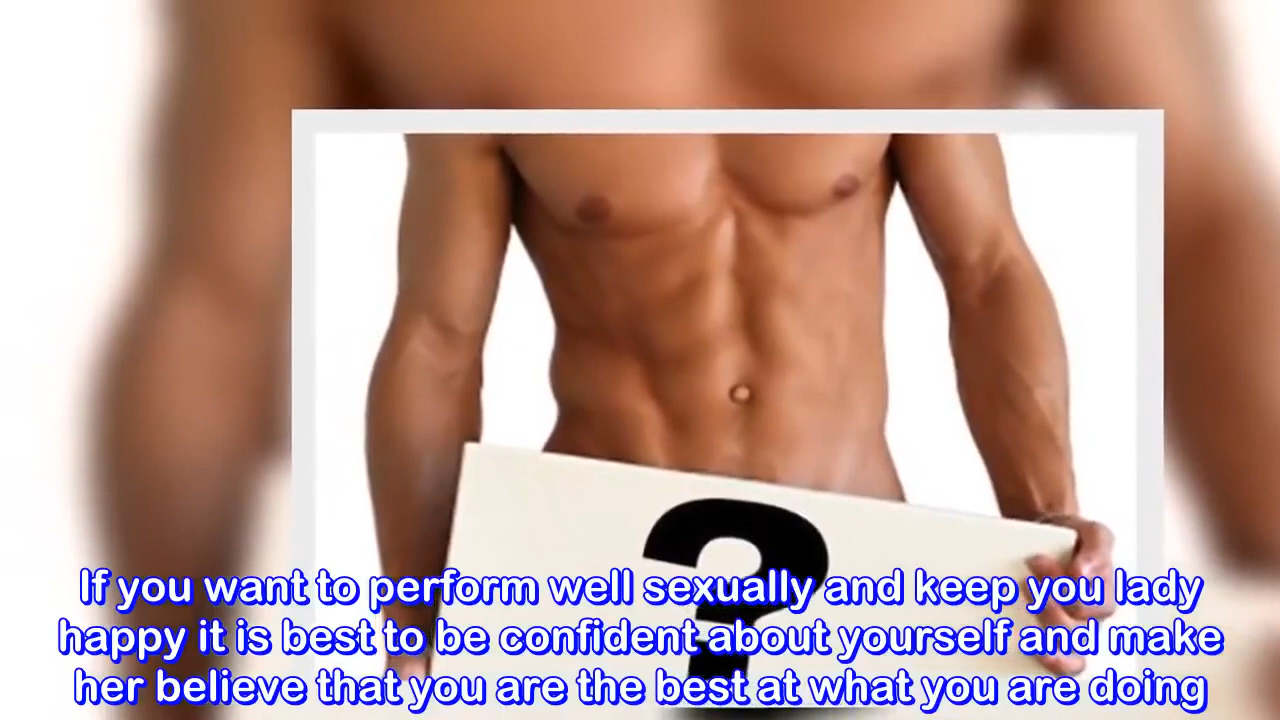 ?
If you want to perform well sexually and keep you lady
happy it is best to be confident about yourself and make
her believe that you are the best at what you are doing